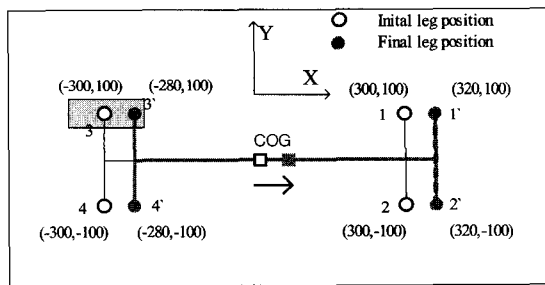 Y
Inital leg position
Final leg position
X
(-300,100) (-280,100) (300,100) (320,100)
3 3` 1 1`
COG
4 4' 2 2'
(-300,-100) (-280,-100) (300,-100) (320,-100)